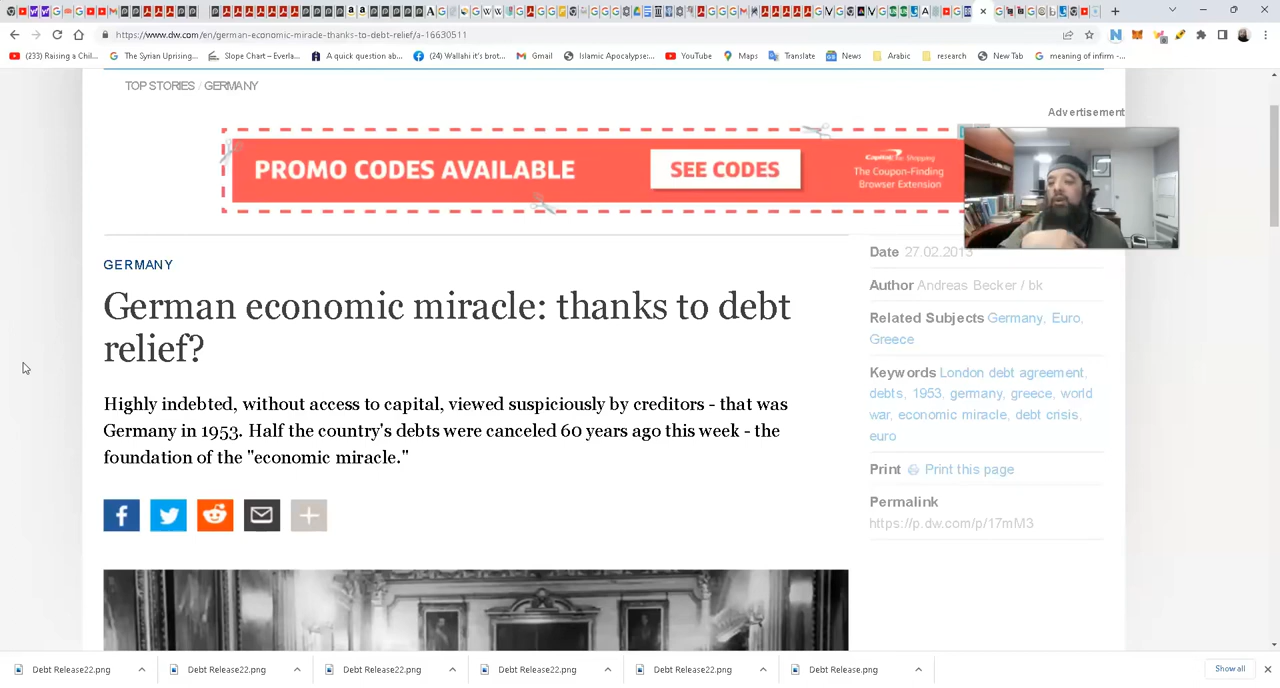 https://www.dw.com/en/german-economic-miracle-thanks-to-debt-relief/a-16630511
(233) Raising a Chil...
The Syrian Uprising...
Slope Chart – Everla...
A quick question ab...
(24) Wallahi it's brot...
Gmail
Islamic Apocalypse:...
YouTube
Maps
Translate
News
Arabic
research
New Tab
meaning of infirm -...
TOP STORIES / GERMANY
Advertisement
PROMO CODES AVAILABLE
SEE CODES
Capital One Shopping
The Coupon-Finding
Browser Extension
GERMANY
German economic miracle: thanks to debt
relief?
Highly indebted, without access to capital, viewed suspiciously by creditors - that was
Germany in 1953. Half the country's debts were canceled 60 years ago this week - the
foundation of the "economic miracle."
Date 27.02.2013
Author Andreas Becker / bk
Related Subjects Germany, Euro,
Greece
Keywords London debt agreement,
debts, 1953, germany, greece, world
war, economic miracle, debt crisis,
euro
Print Print this page
Permalink
https://p.dw.com/p/17mM3
Debt Release22.png
Debt Release22.png
Debt Release22.png
Debt Release22.png
Debt Release22.png
Debt Release.png
Show all